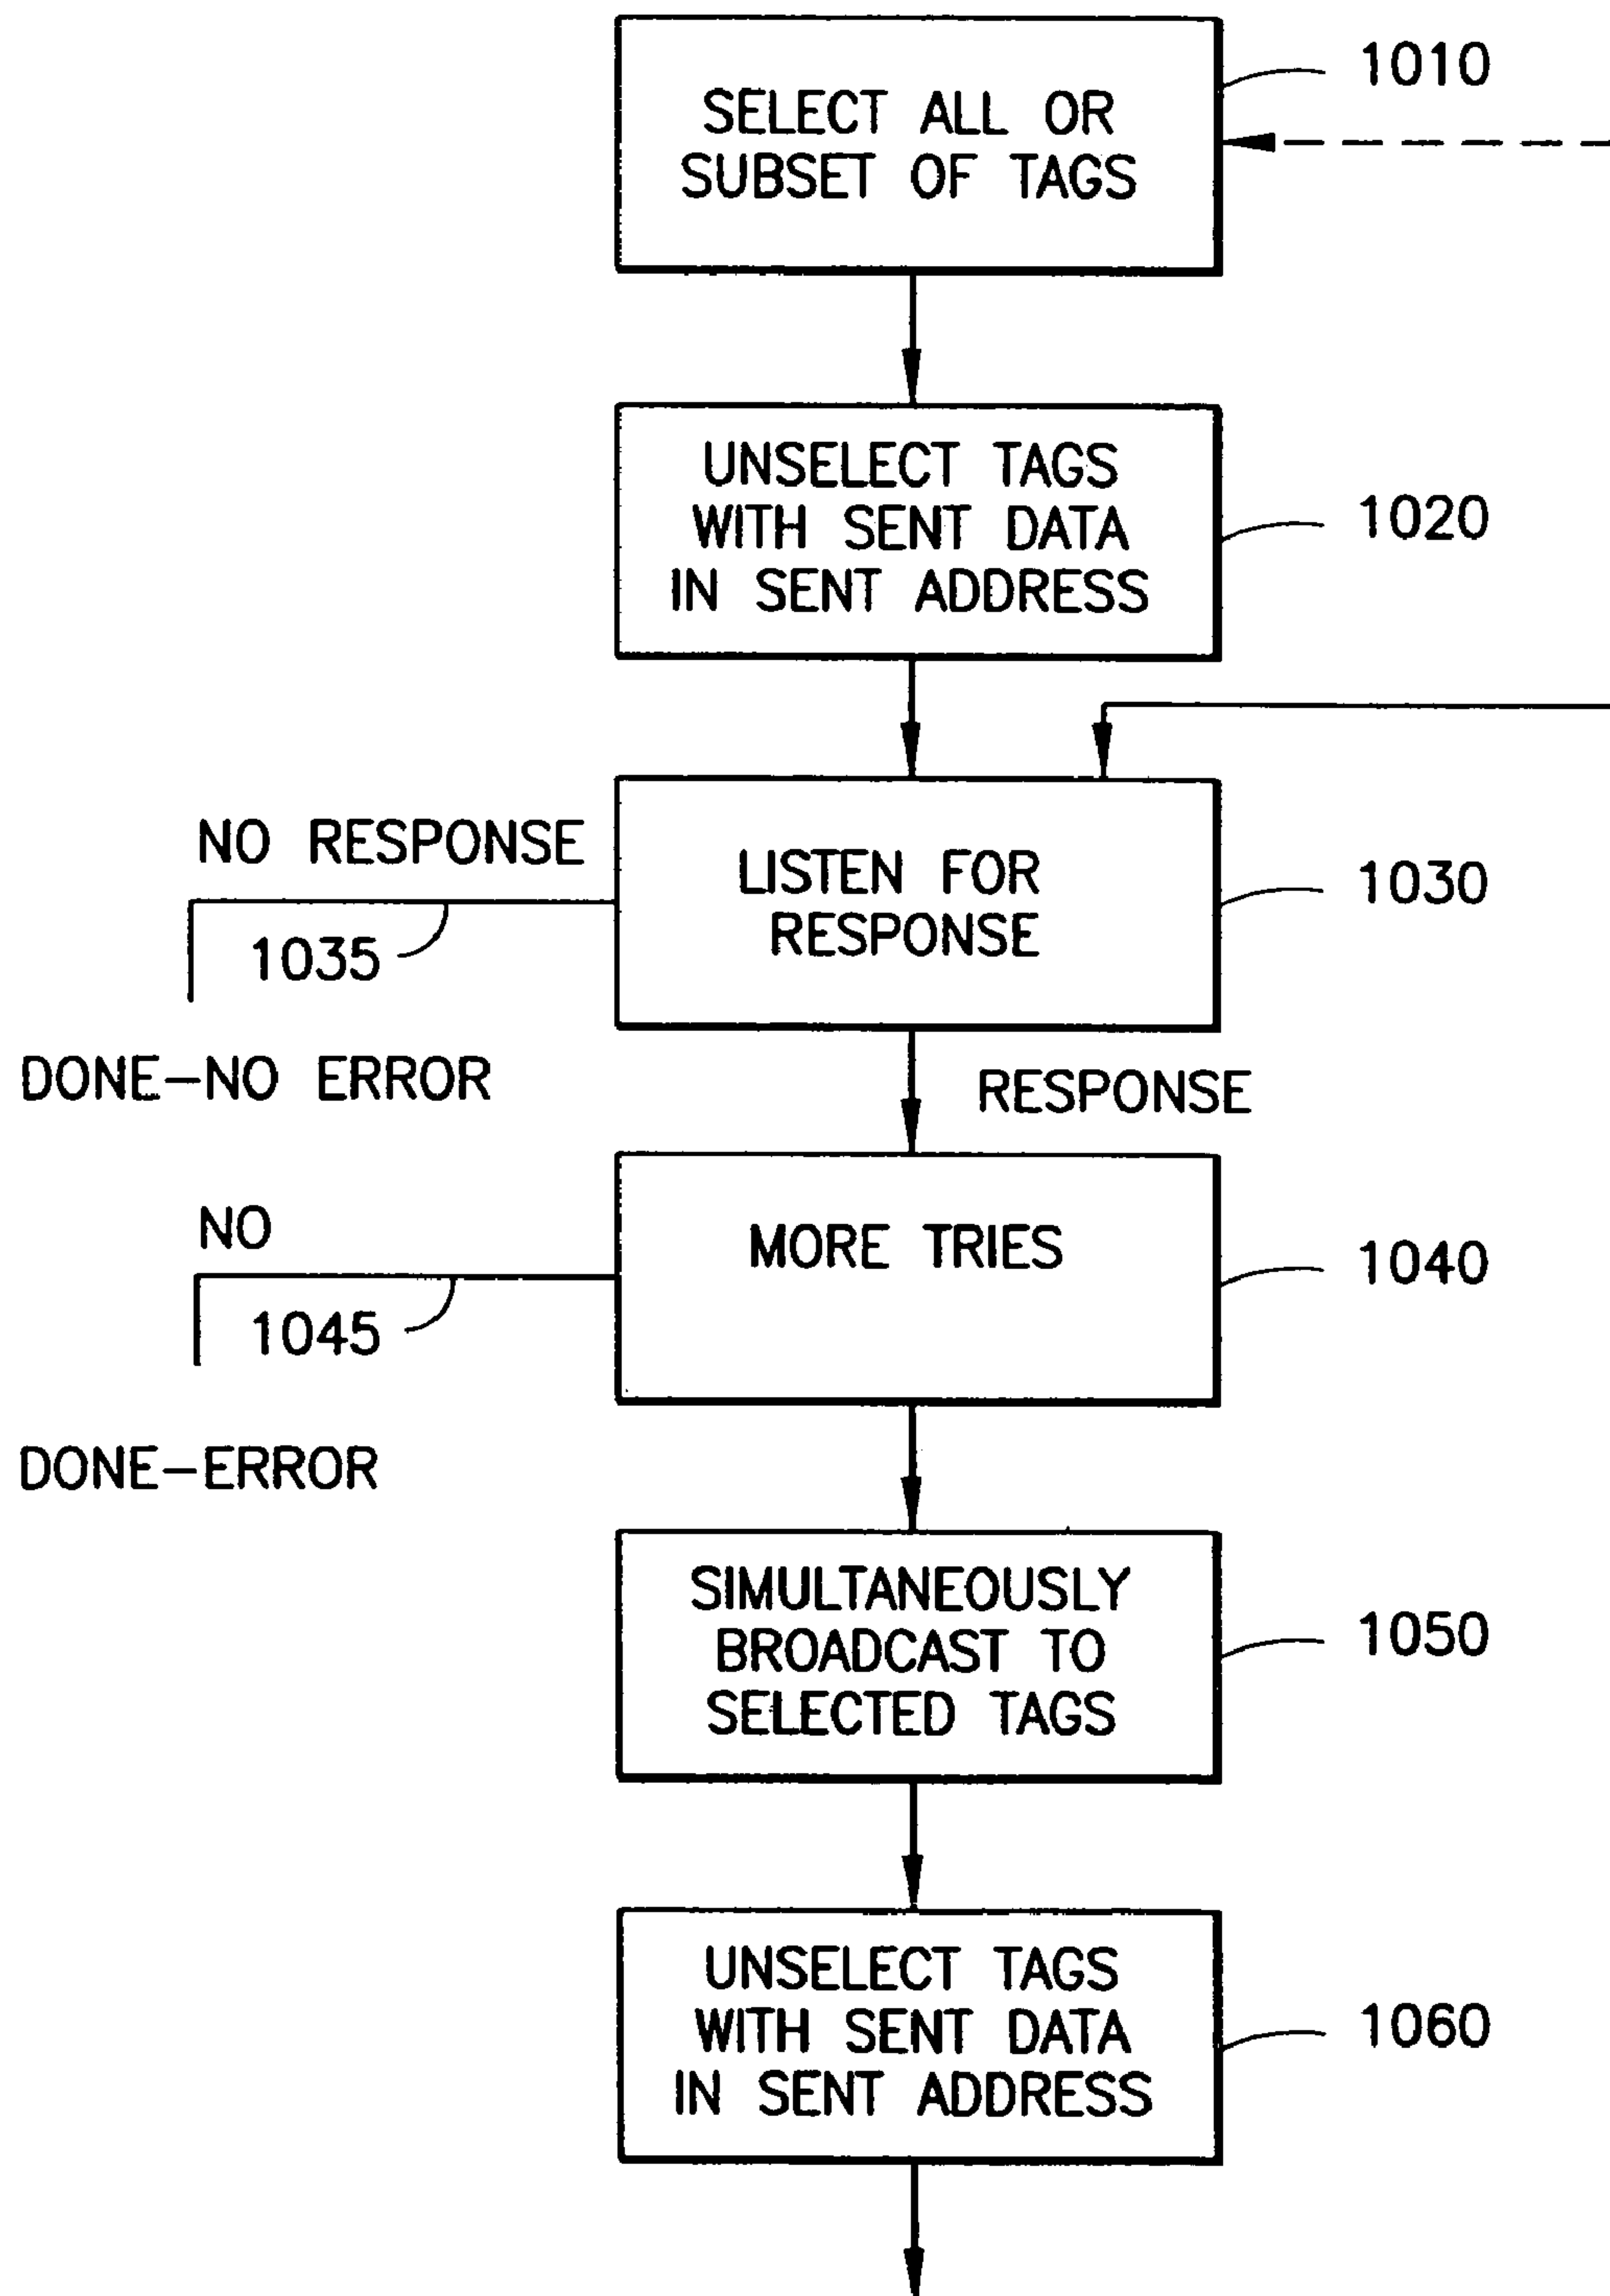 SELECT ALL OR
SUBSET OF TAGS
1010
UNSELECT TAGS
WITH SENT DATA
IN SENT ADDRESS
1020
NO RESPONSE
1035
LISTEN FOR
RESPONSE
1030
DONE-NO ERROR
RESPONSE
NO
1045
MORE TRIES
1040
DONE-ERROR
SIMULTANEOUSLY
BROADCAST TO
SELECTED TAGS
1050
UNSELECT TAGS
WITH SENT DATA
IN SENT ADDRESS
1060